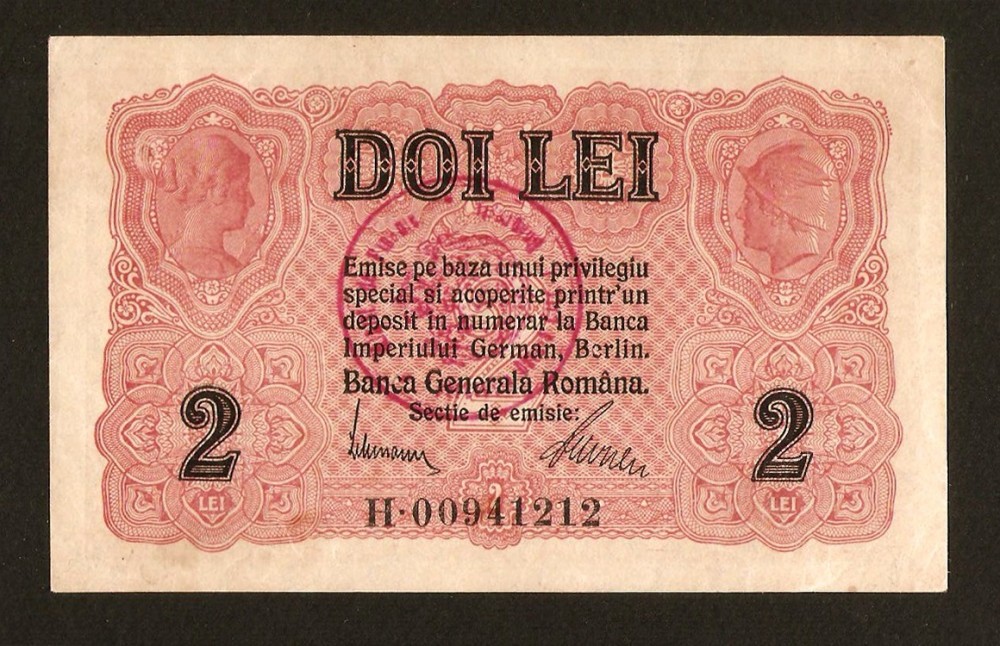 DOI LEI
Emise pe baza unui privilegiu
special si acoperite printr'un
deposit in numerar la Banca
Imperiului German, Berlin.
Banca Generala Româna.
Sectie de emisie:
H·00941212
2
LEI
2
2
LEI